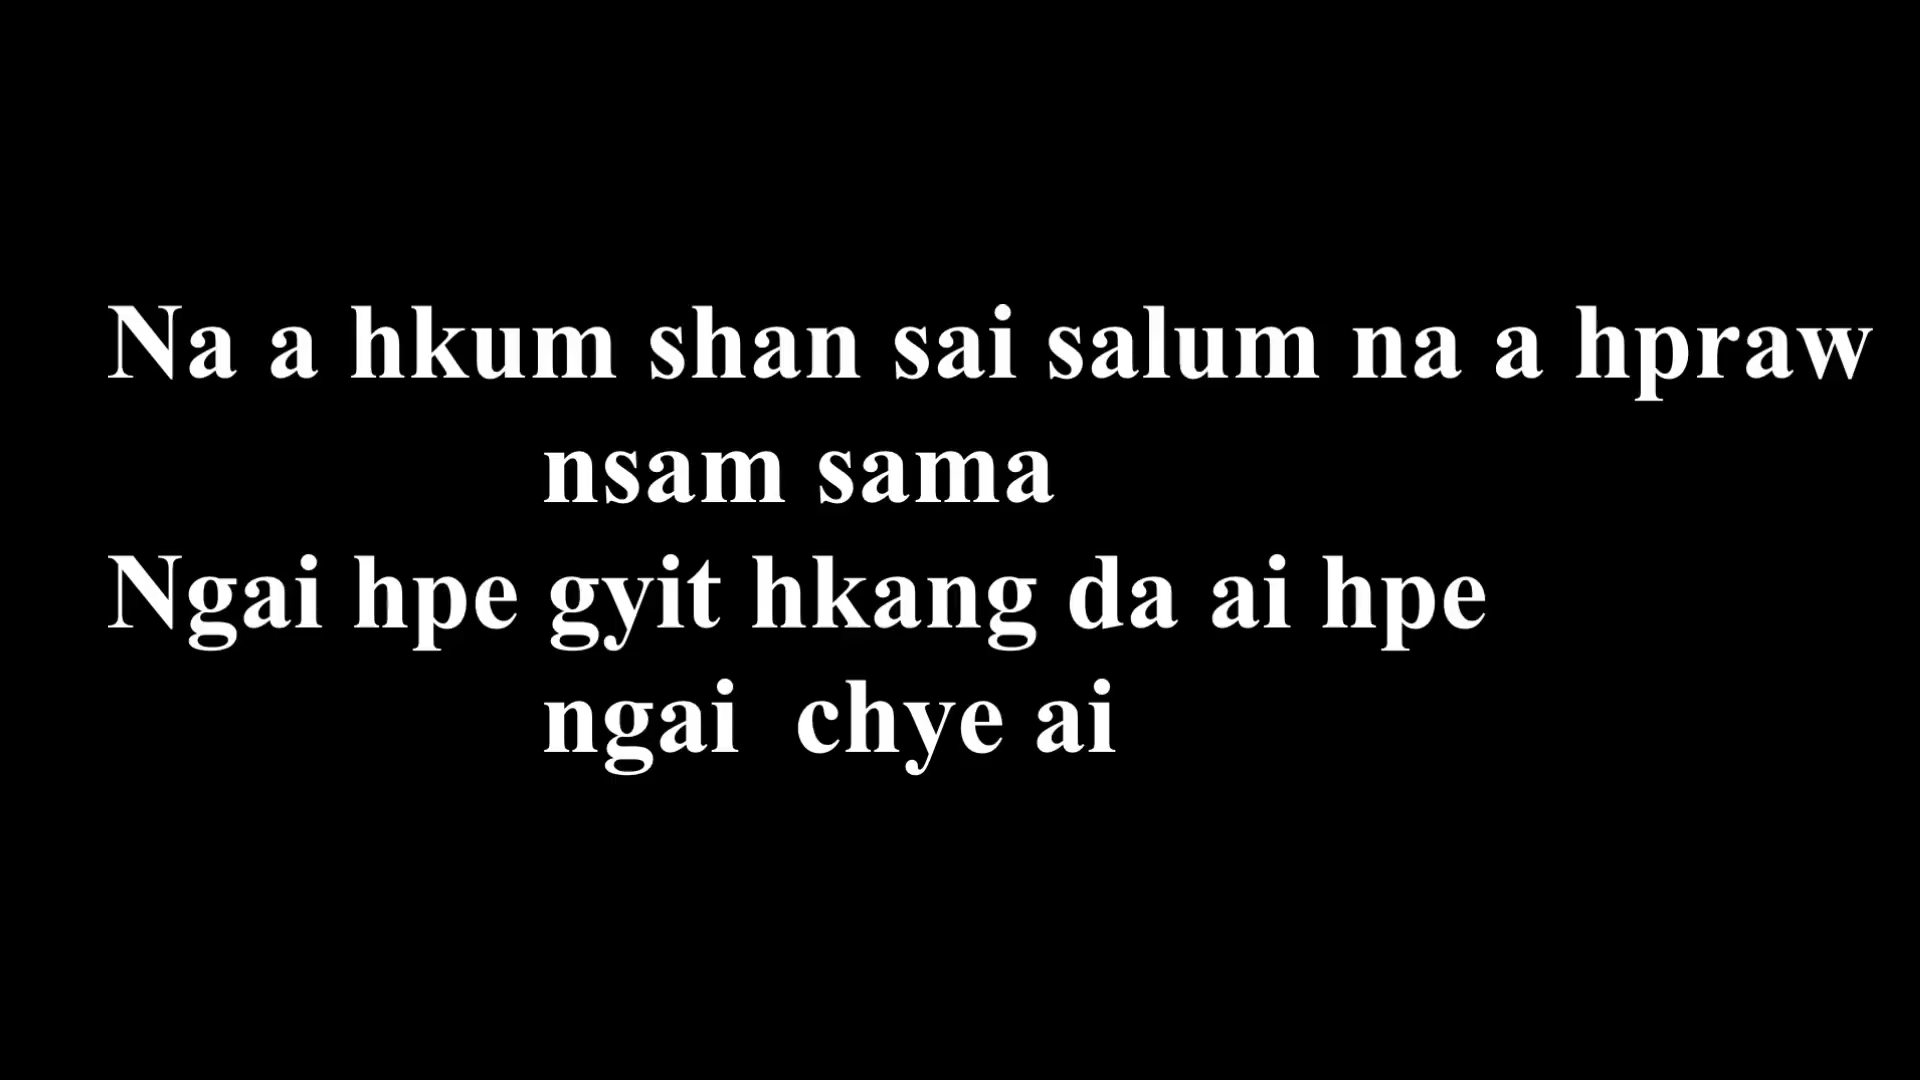 Na a hkum shan sai salum na a hpraw
nsam sama
Ngai hpe gyit hkang da ai hpe
ngai  chye ai